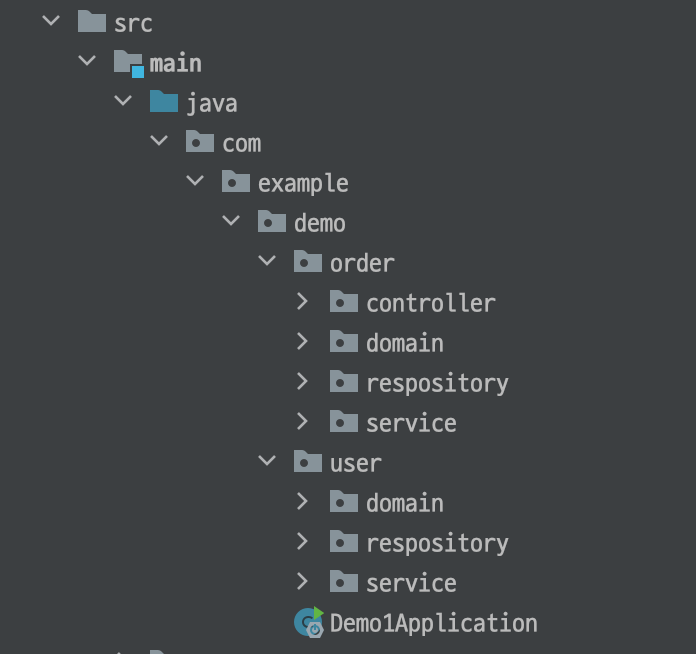 src
main
java
com
example
demo
order
controller
domain
respository
service
user
domain
respository
service
Demo1Application